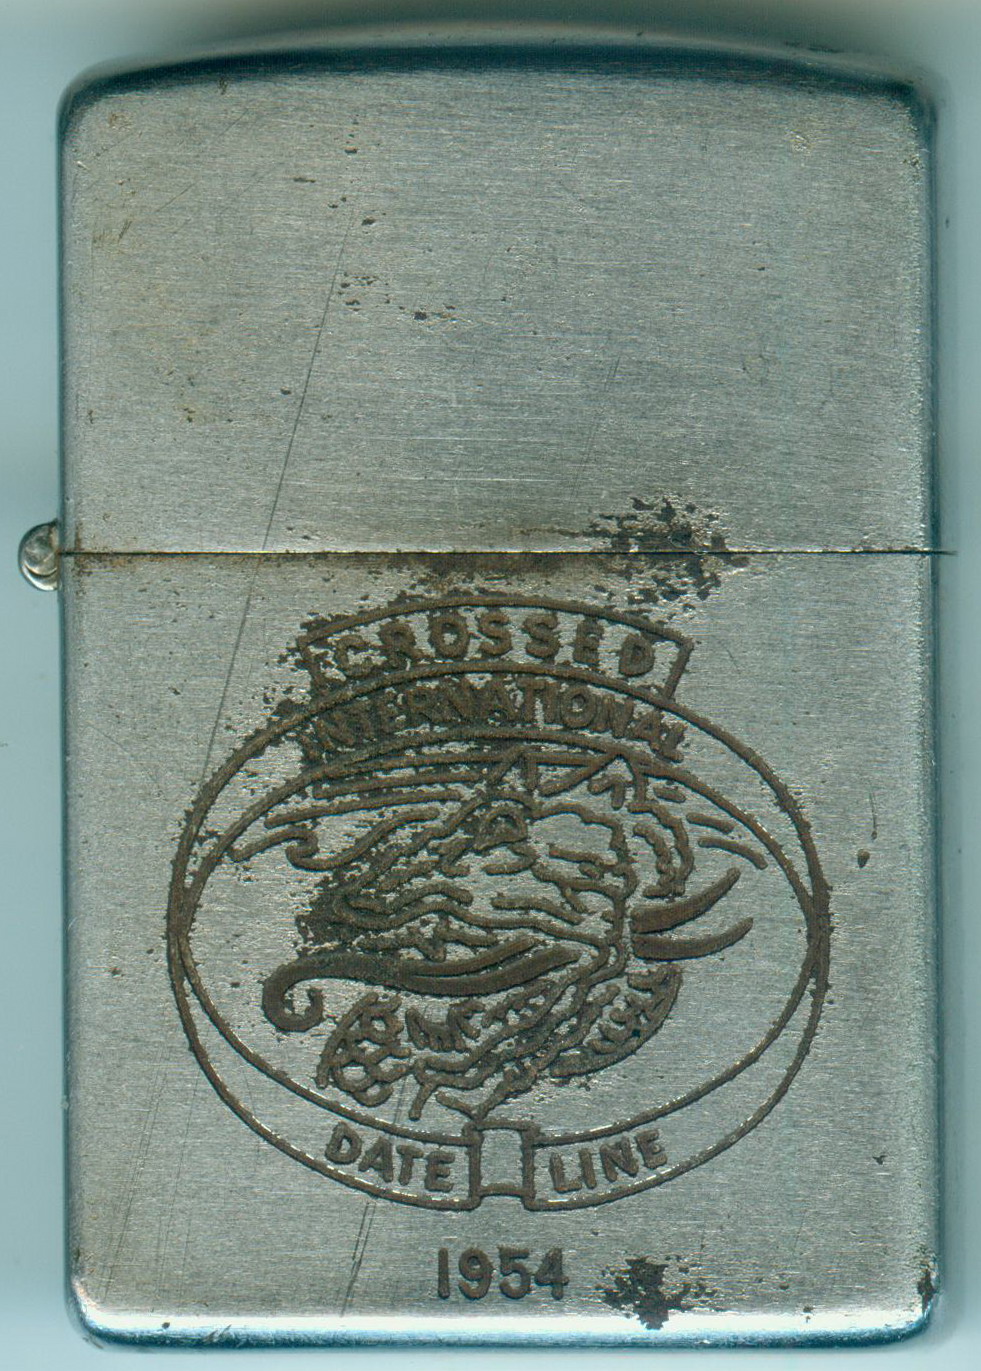 CROSSED
INTERNATIONAL
DATE LINE
1954